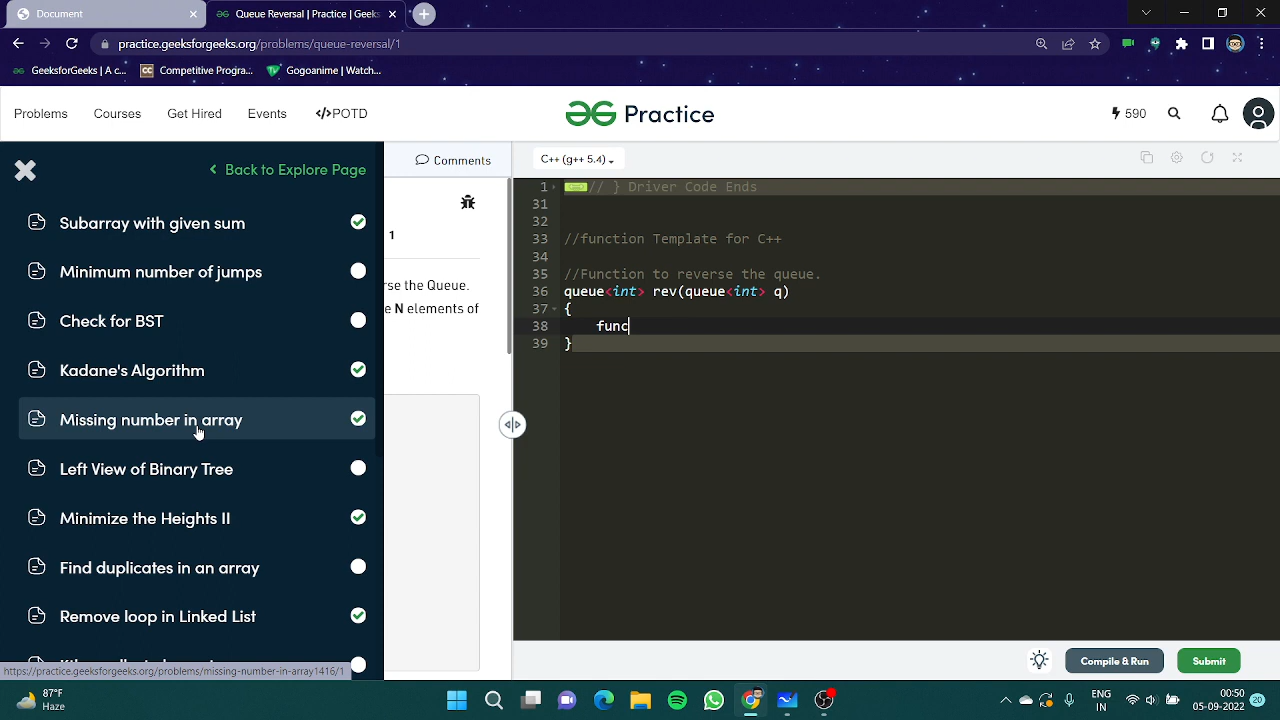 Document
Queue Reversal | Practice | Geeks
practice.geeksforgeeks.org/problems/queue-reversal/1
GeeksforGeeks | A C...
Competitive Progra...
Gogoanime | Watch...
Problems
Courses
Get Hired
Events
</>POTD
Practice
590
Back to Explore Page
Subarray with given sum
Minimum number of jumps
Check for BST
Kadane's Algorithm
Missing number in array
Left View of Binary Tree
Minimize the Heights II
Find duplicates in an array
Remove loop in Linked List
https://practice.geeksforgeeks.org/problems/missing-number-in-array1416/1
Comments
1
rse the Queue.
e N elements of
C++ (g++ 5.4)
1 // } Driver Code Ends
31
32
33 //function Template for C++
34
35 //Function to reverse the queue.
36 queue<int> rev(queue<int> q)
37 {
38 func
39 }
Compile & Run
Submit
87°F
Haze
ENG
IN
00:50
05-09-2022
20